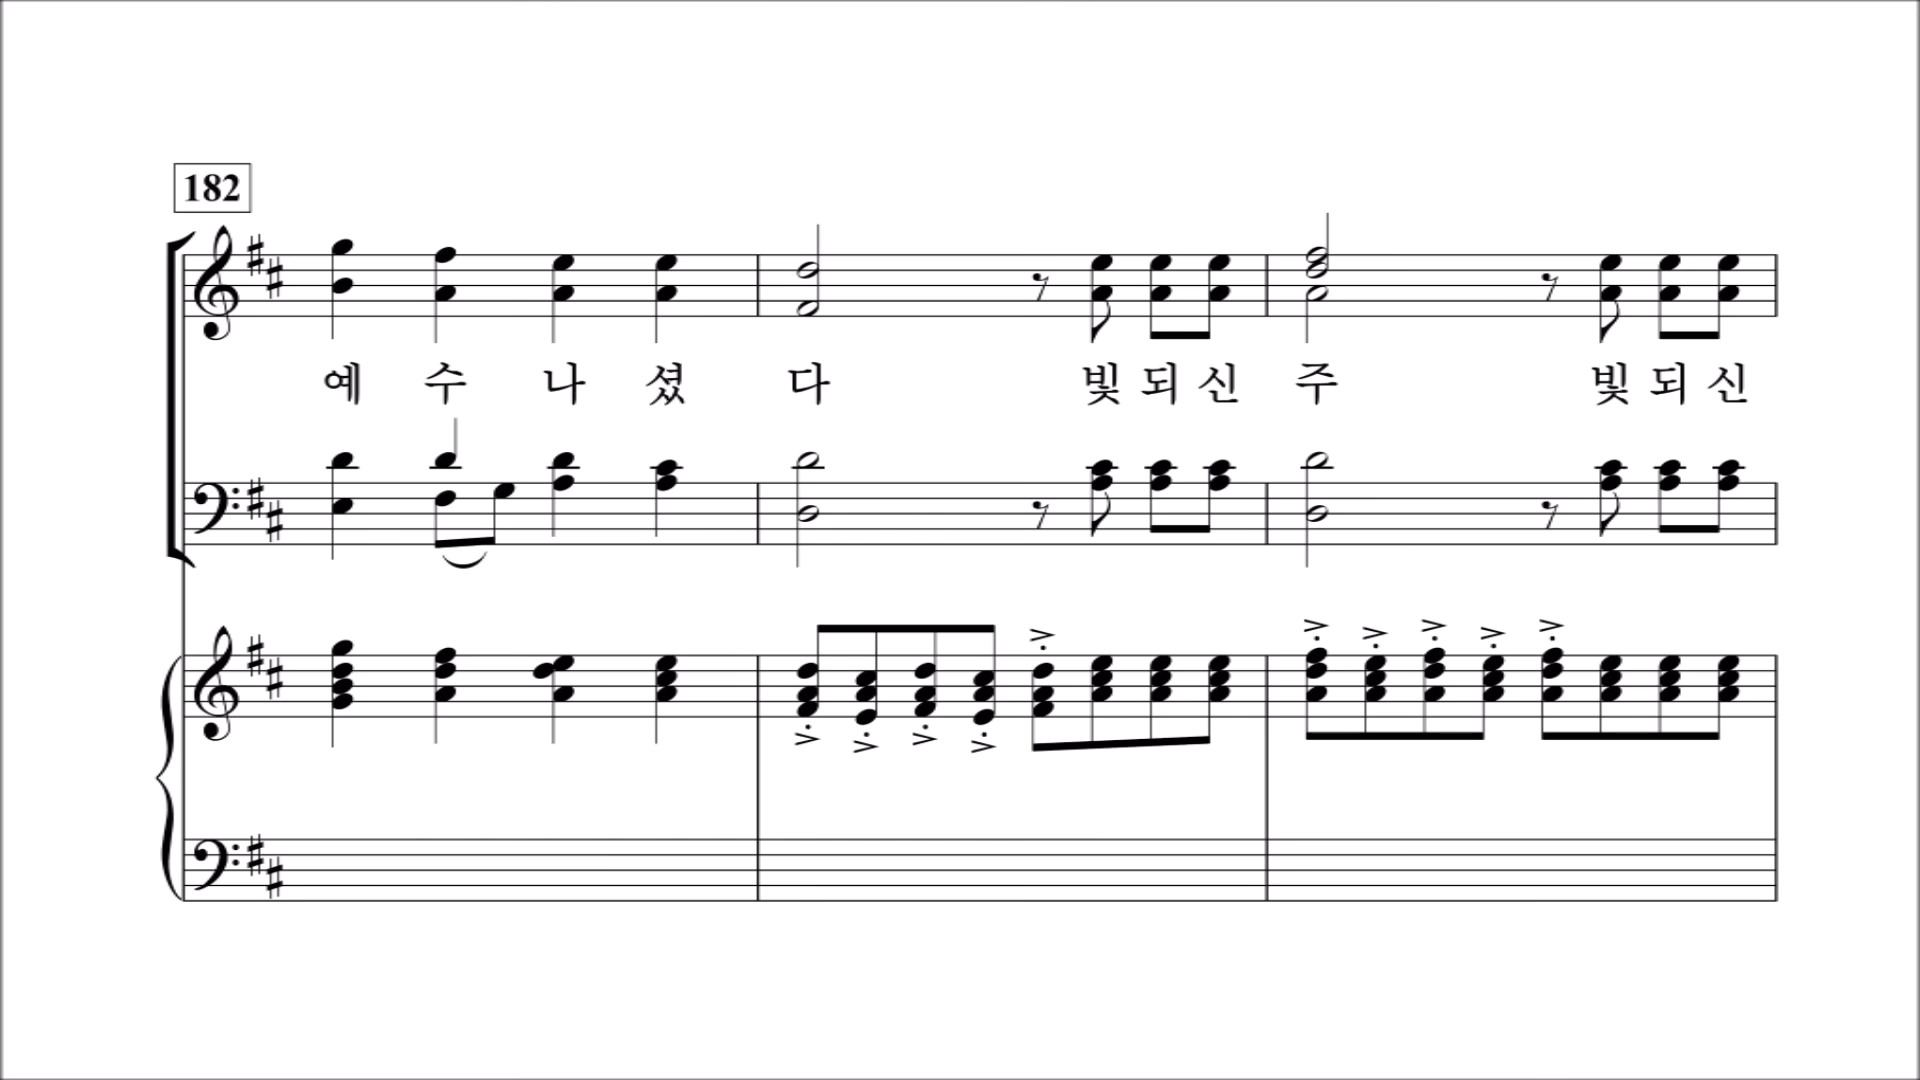 182
예 수 나 셨 다 빛 되 신 주 빛 되 신